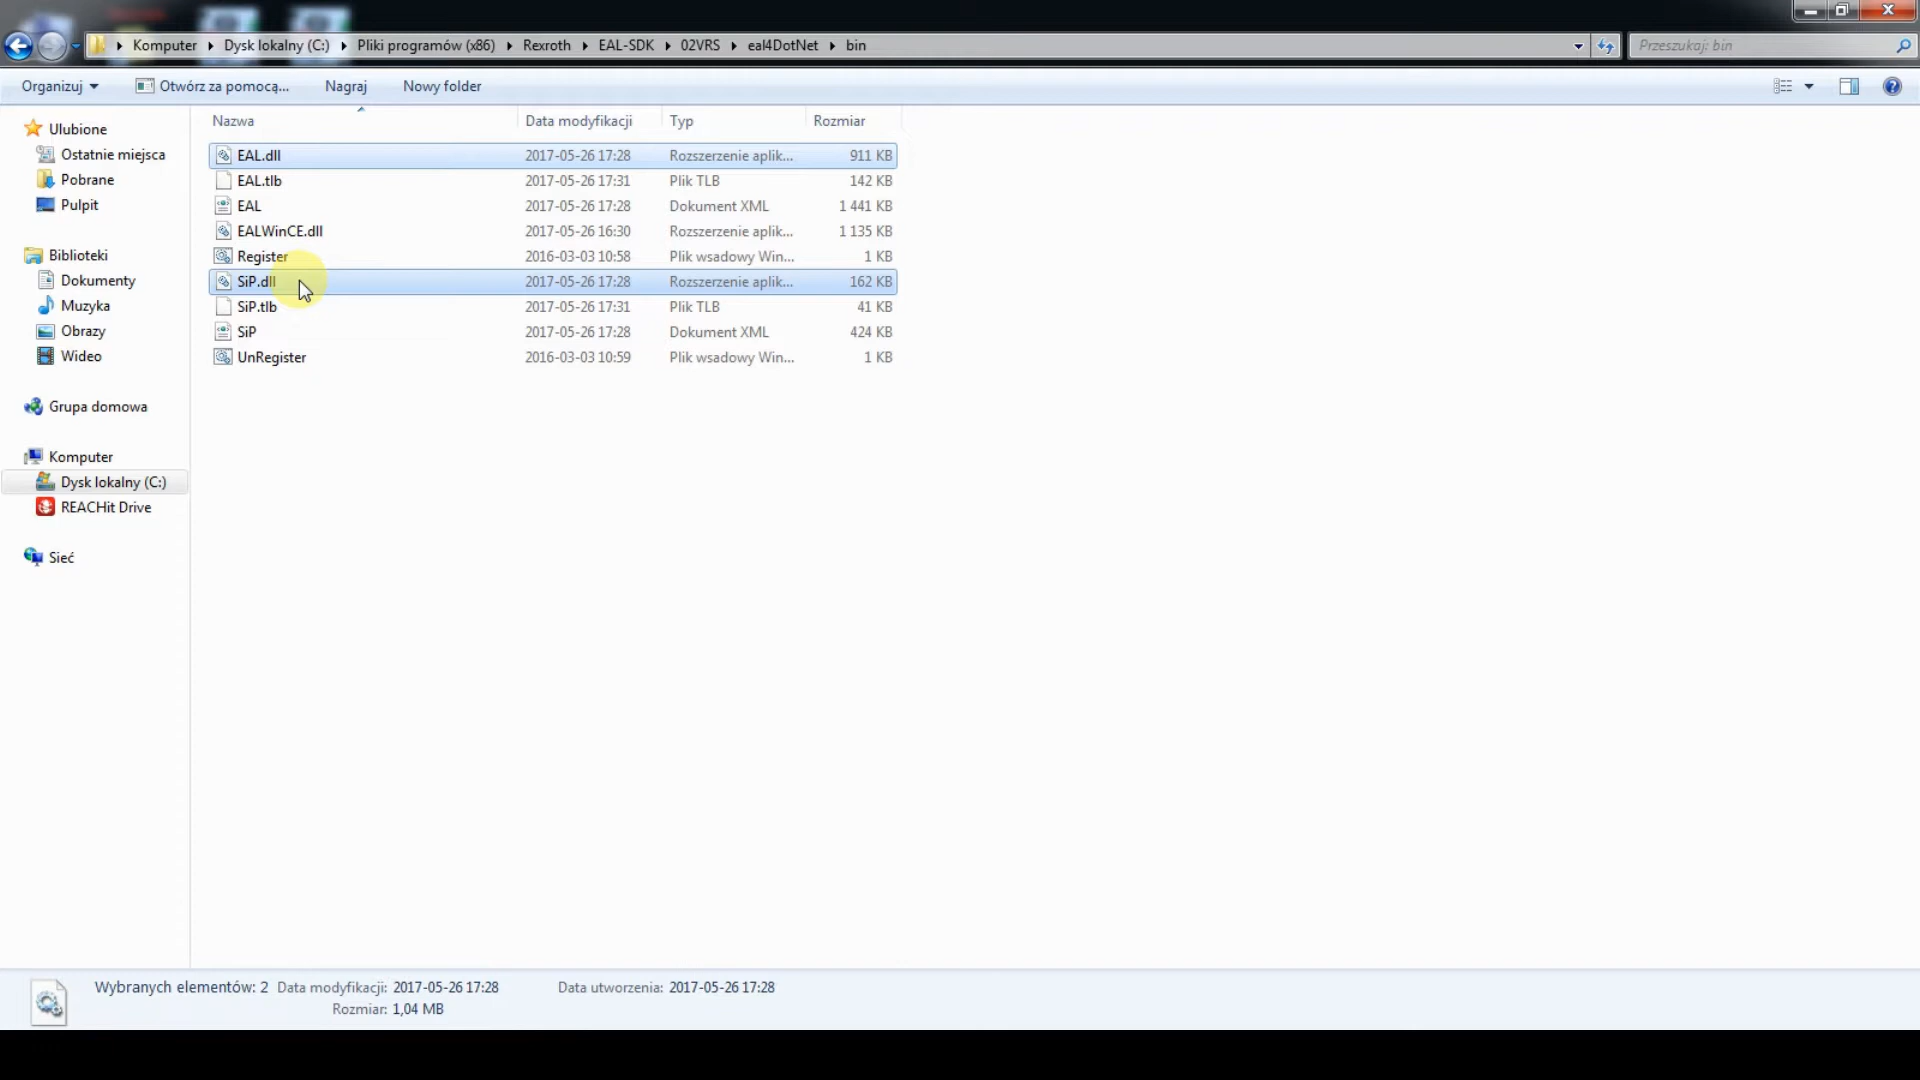 Komputer Dysk lokalny (C:) Pliki programów (x86) Rexroth EAL-SDK 02VRS eal4DotNet bin Przeszukaj: bin
Organizuj Otwórz za pomocą... Nagraj Nowy folder
Ulubione
Ostatnie miejsca
Pobrane
Pulpit
Biblioteki
Dokumenty
Muzyka
Obrazy
Wideo
Grupa domowa
Komputer
Dysk lokalny (C:)
REACHit Drive
Sieć
Nazwa Data modyfikacji Typ Rozmiar
EAL.dll 2017-05-26 17:28 Rozszerzenie aplik... 911 KB
EAL.tlb 2017-05-26 17:31 Plik TLB 142 KB
EAL 2017-05-26 17:28 Dokument XML 1 441 KB
EALWinCE.dll 2017-05-26 16:30 Rozszerzenie aplik... 1 135 KB
Register 2016-03-03 10:58 Plik wsadowy Win... 1 KB
SiP.dll 2017-05-26 17:28 Rozszerzenie aplik... 162 KB
SiP.tlb 2017-05-26 17:31 Plik TLB 41 KB
SiP 2017-05-26 17:28 Dokument XML 424 KB
UnRegister 2016-03-03 10:59 Plik wsadowy Win... 1 KB
Wybranych elementów: 2 Data modyfikacji: 2017-05-26 17:28 Data utworzenia: 2017-05-26 17:28
Rozmiar: 1,04 MB